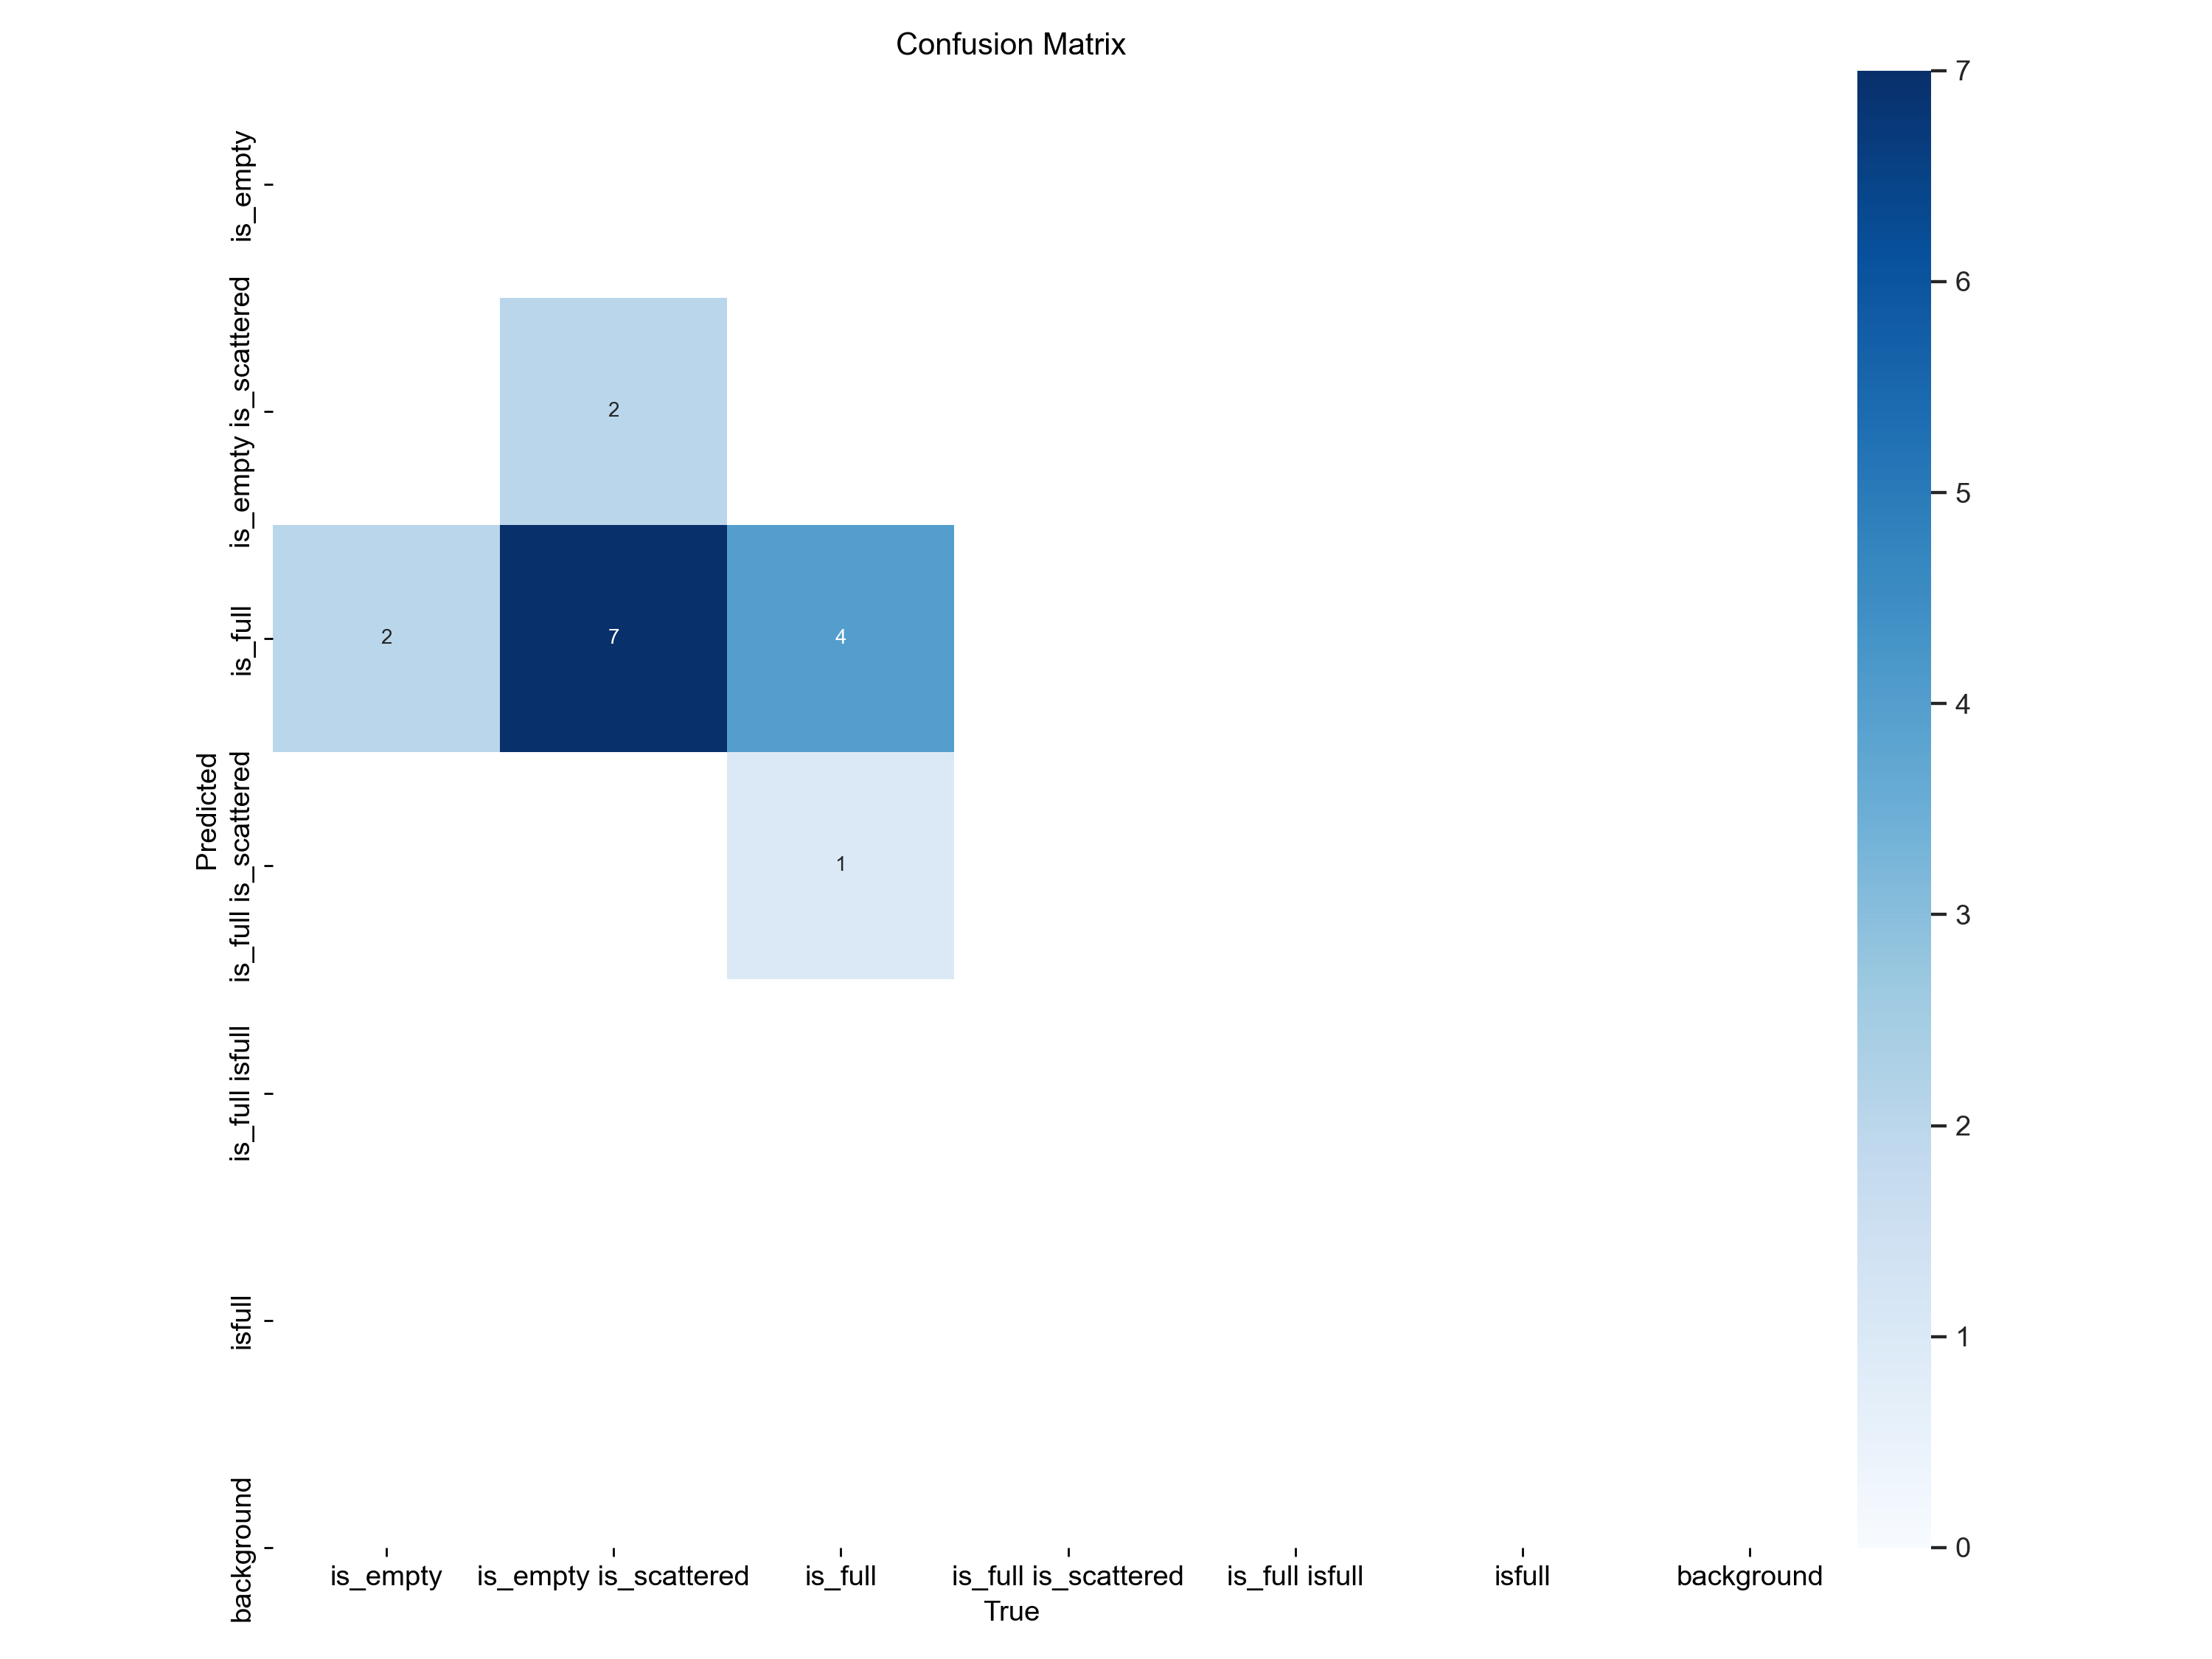 Confusion Matrix
is_empty
is_empty is_scattered
is_full
is_full is_scattered
is_full isfull
isfull
background
Predicted
2
2
7
4
1
is_empty
is_empty is_scattered
is_full
is_full is_scattered
is_full isfull
isfull
background
True
7
6
5
4
3
2
1
0